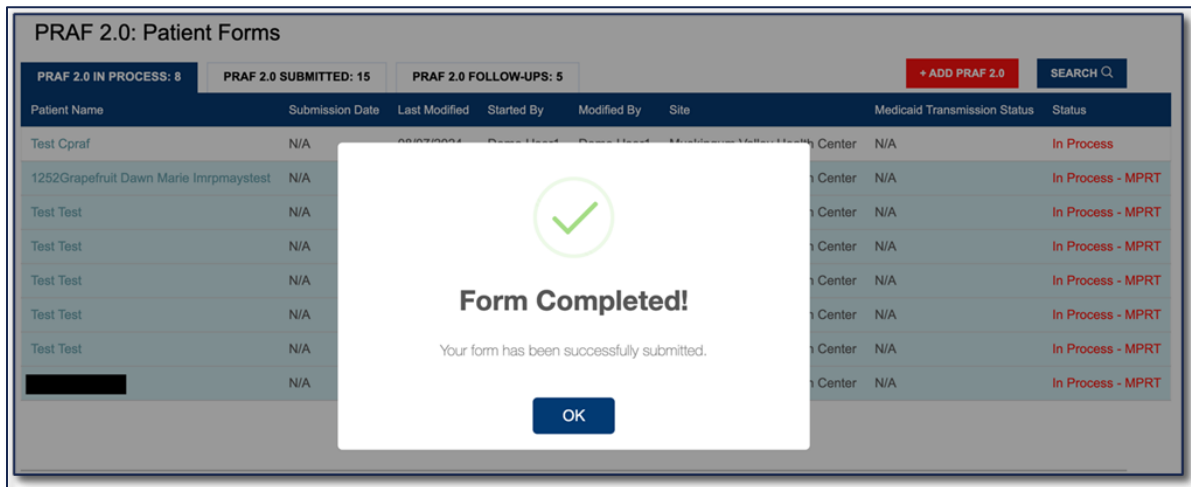 PRAF 2.0: Patient Forms
PRAF 2.0 IN PROCESS: 8 PRAF 2.0 SUBMITTED: 15 PRAF 2.0 FOLLOW-UPS: 5 + ADD PRAF 2.0 SEARCH
Patient Name Submission Date Last Modified Started By Modified By Site Medicaid Transmission Status Status
Test Cpraf N/A Center N/A In Process
1252Grapefruit Dawn Marie Imrpmaystest N/A Center N/A In Process - MPRT
Test Test N/A Center N/A In Process - MPRT
Test Test N/A Center N/A In Process - MPRT
Test Test N/A Center N/A In Process - MPRT
Test Test N/A Center N/A In Process - MPRT
Test Test N/A Center N/A In Process - MPRT
N/A Center N/A In Process - MPRT
Form Completed!
Your form has been successfully submitted.
OK